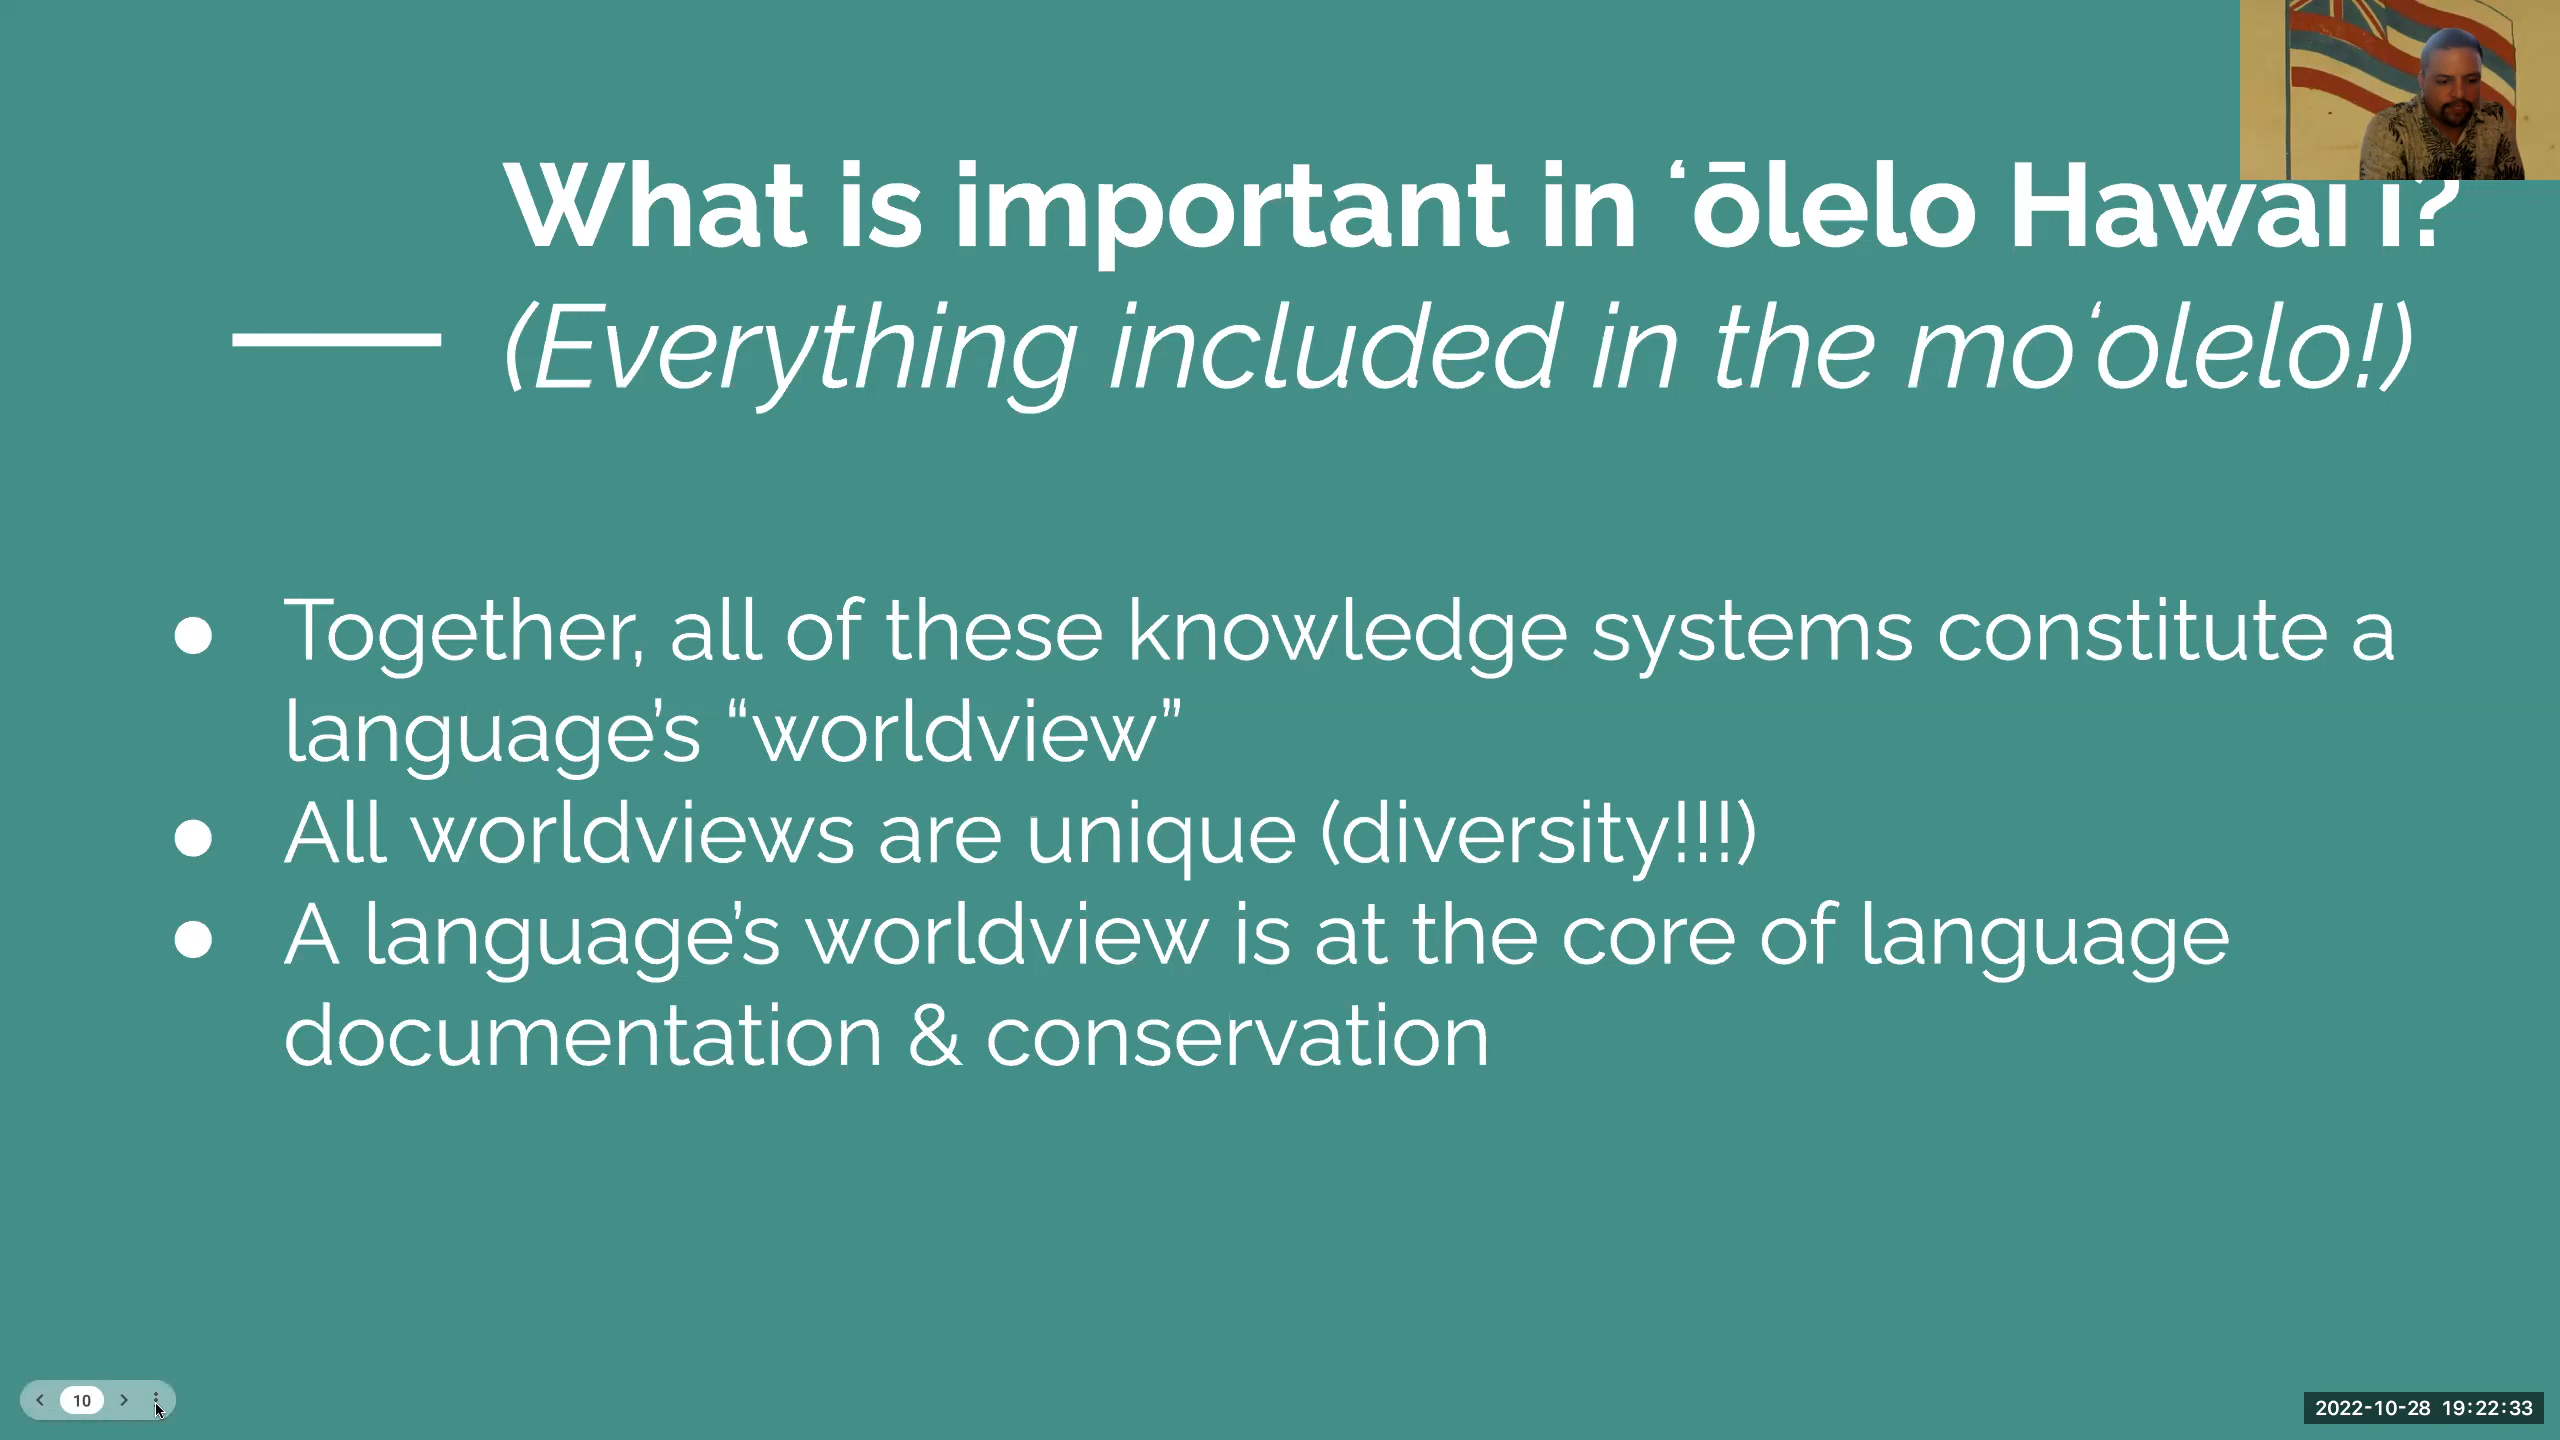 What is important in ʻōlelo Hawaiʻi?
(Everything included in the moʻolelo!)
● Together, all of these knowledge systems constitute a
language’s “worldview”
● All worldviews are unique (diversity!!!)
● A language’s worldview is at the core of language
documentation & conservation
10
2022-10-28 19:22:33